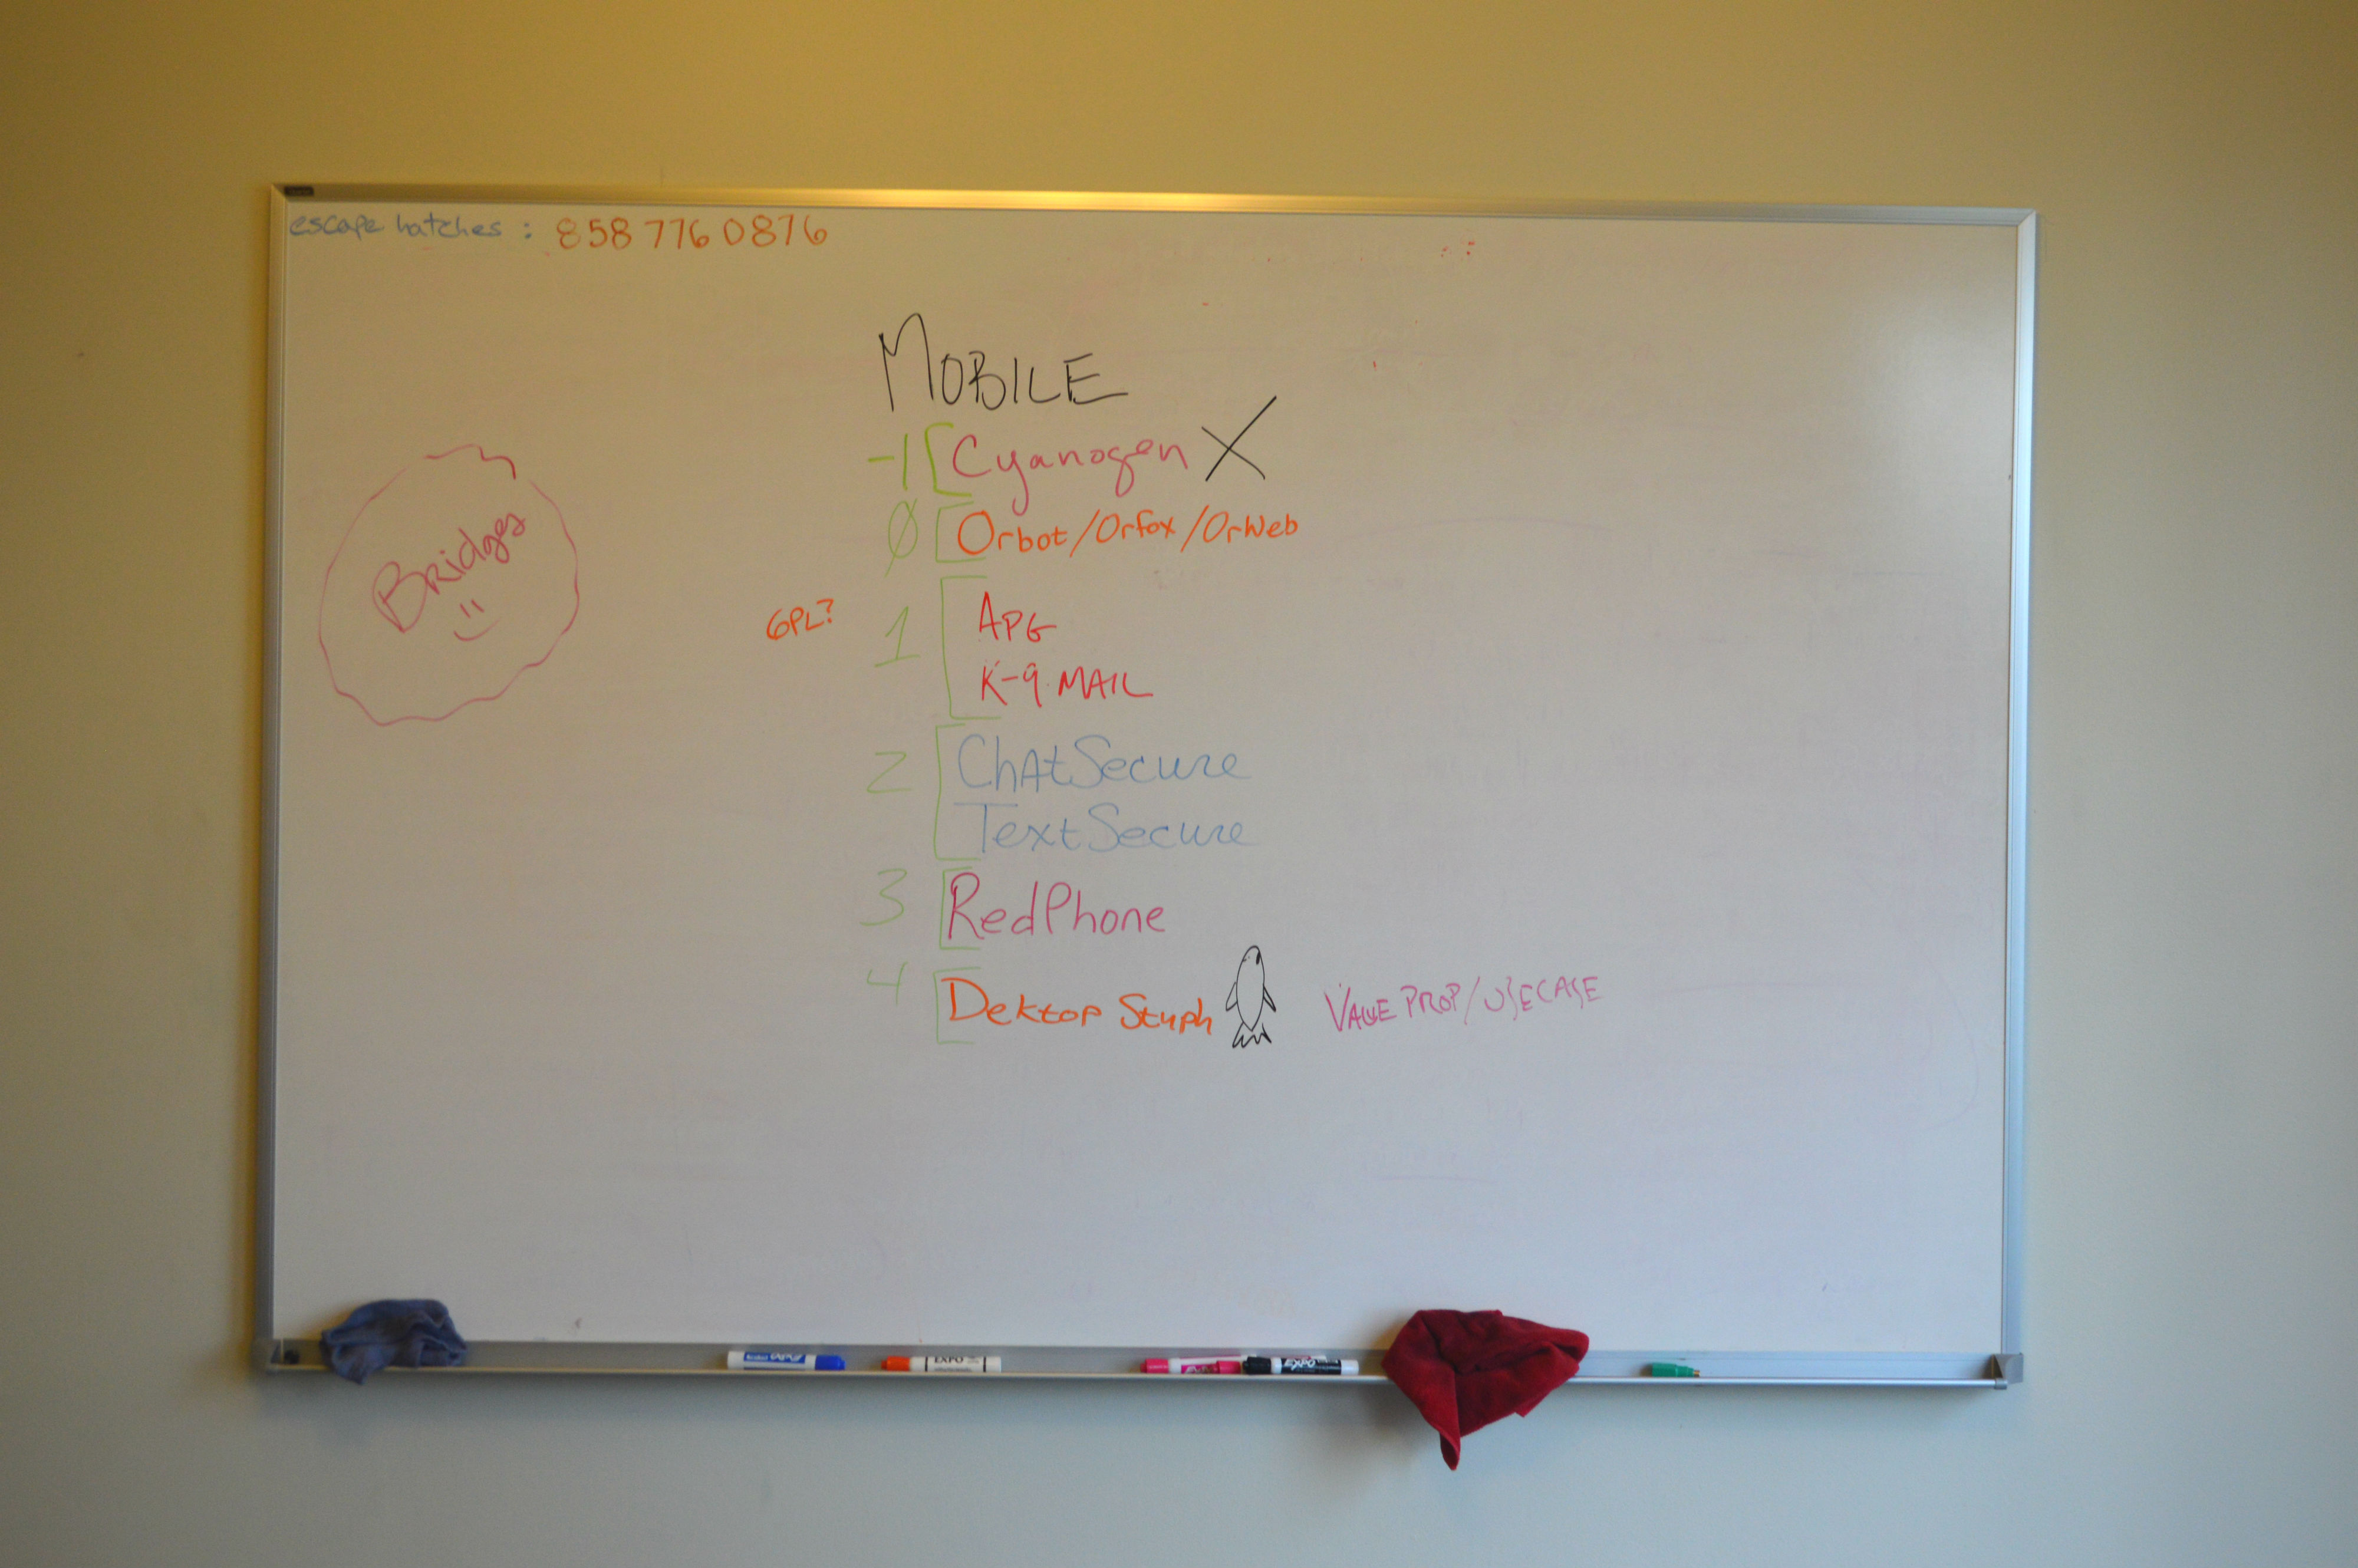 escape hatches : 858 776 0876
MOBILE
-1 [Cyanogen X
Ø [Orbot/Orfox/OrWeb
GPL? 1 [APG
K-9 MAIL
2 [ChatSecure
TextSecure
3 [RedPhone
4 [Dektop Stuph
VALUE PROP/USECASE
Bridges
EXPO
EXPO